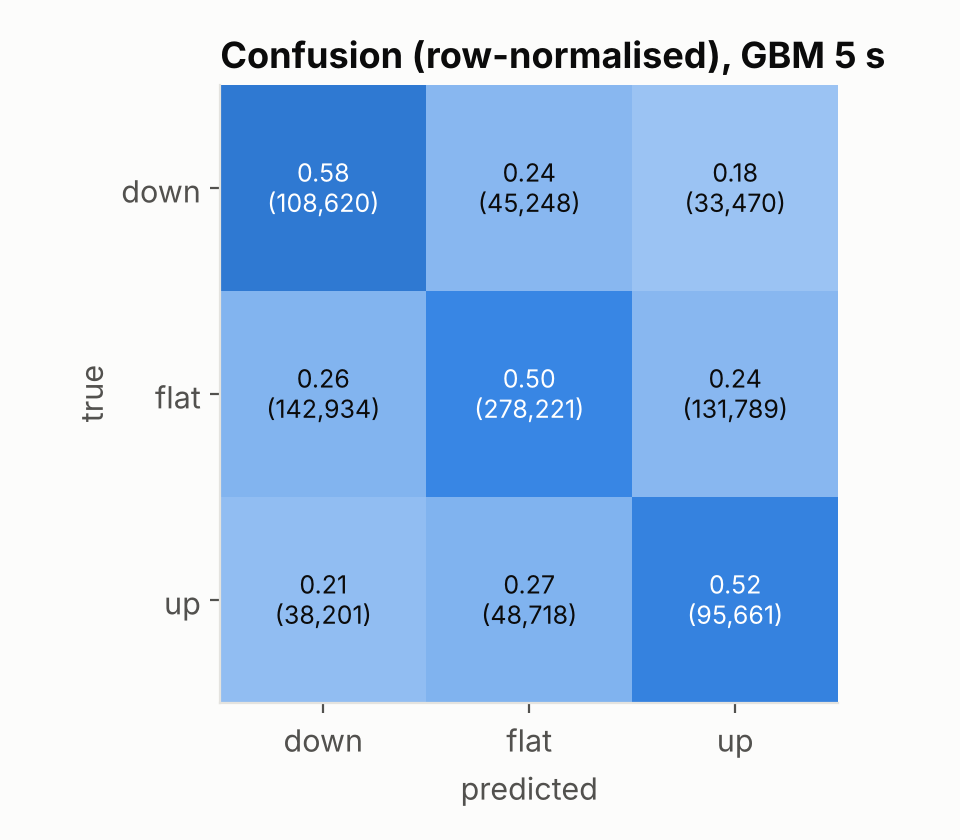 Confusion (row-normalised), GBM 5 s
down
0.58
(108,620)
0.24
(45,248)
0.18
(33,470)
true
flat
0.26
(142,934)
0.50
(278,221)
0.24
(131,789)
up
0.21
(38,201)
0.27
(48,718)
0.52
(95,661)
down
flat
up
predicted